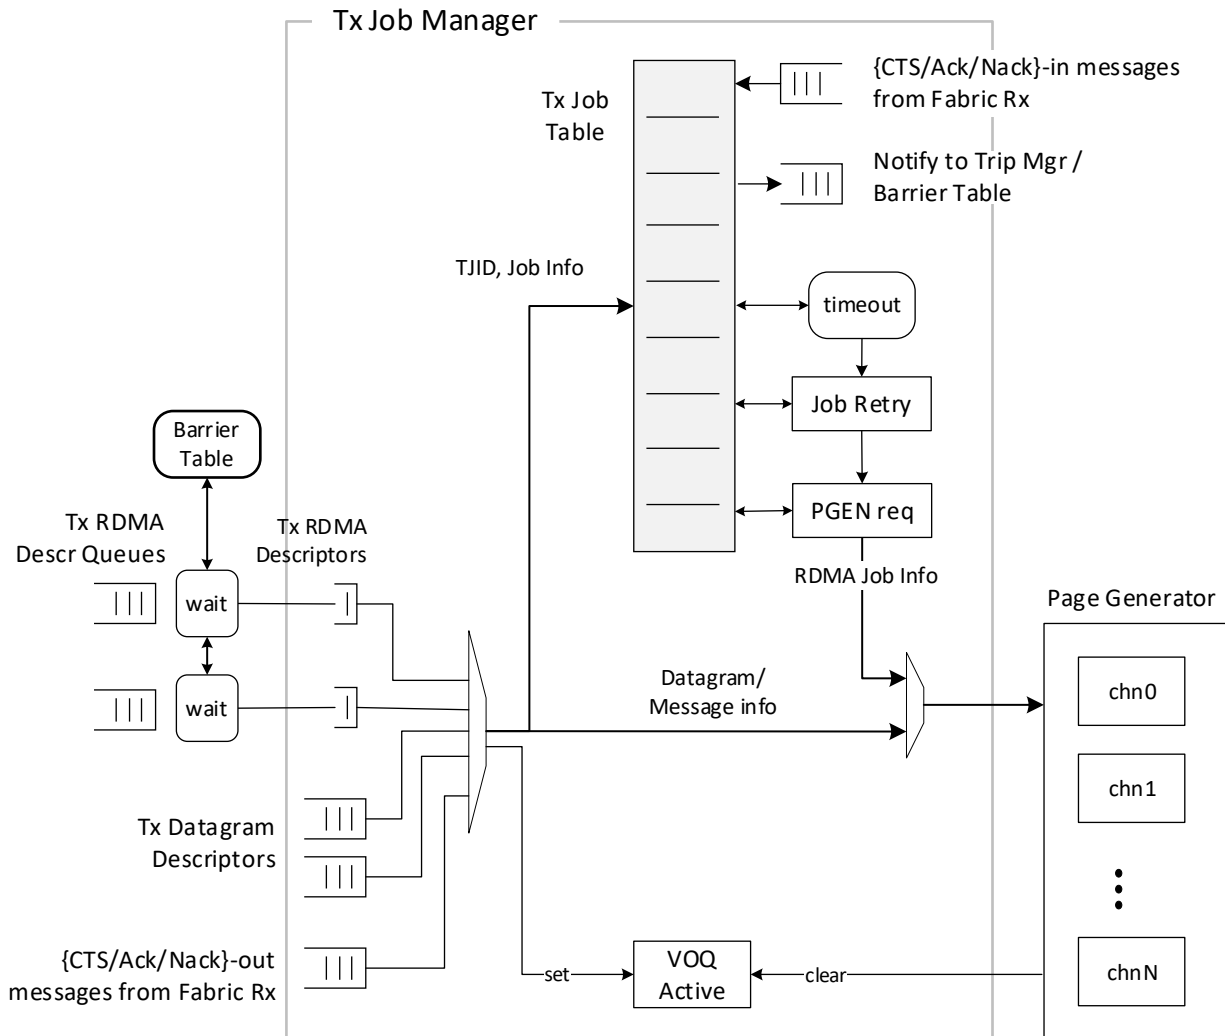 Tx Job Manager
{CTS/Ack/Nack}-in messages
from Fabric Rx
Tx Job
Table
Notify to Trip Mgr /
Barrier Table
TJID, Job Info
timeout
Job Retry
PGEN req
RDMA Job Info
Barrier
Table
Tx RDMA
Descr Queues
Tx RDMA
Descriptors
wait
wait
Page Generator
chn0
chn1
chnN
Datagram/
Message info
Tx Datagram
Descriptors
{CTS/Ack/Nack}-out
messages from Fabric Rx
set
VOQ
Active
clear